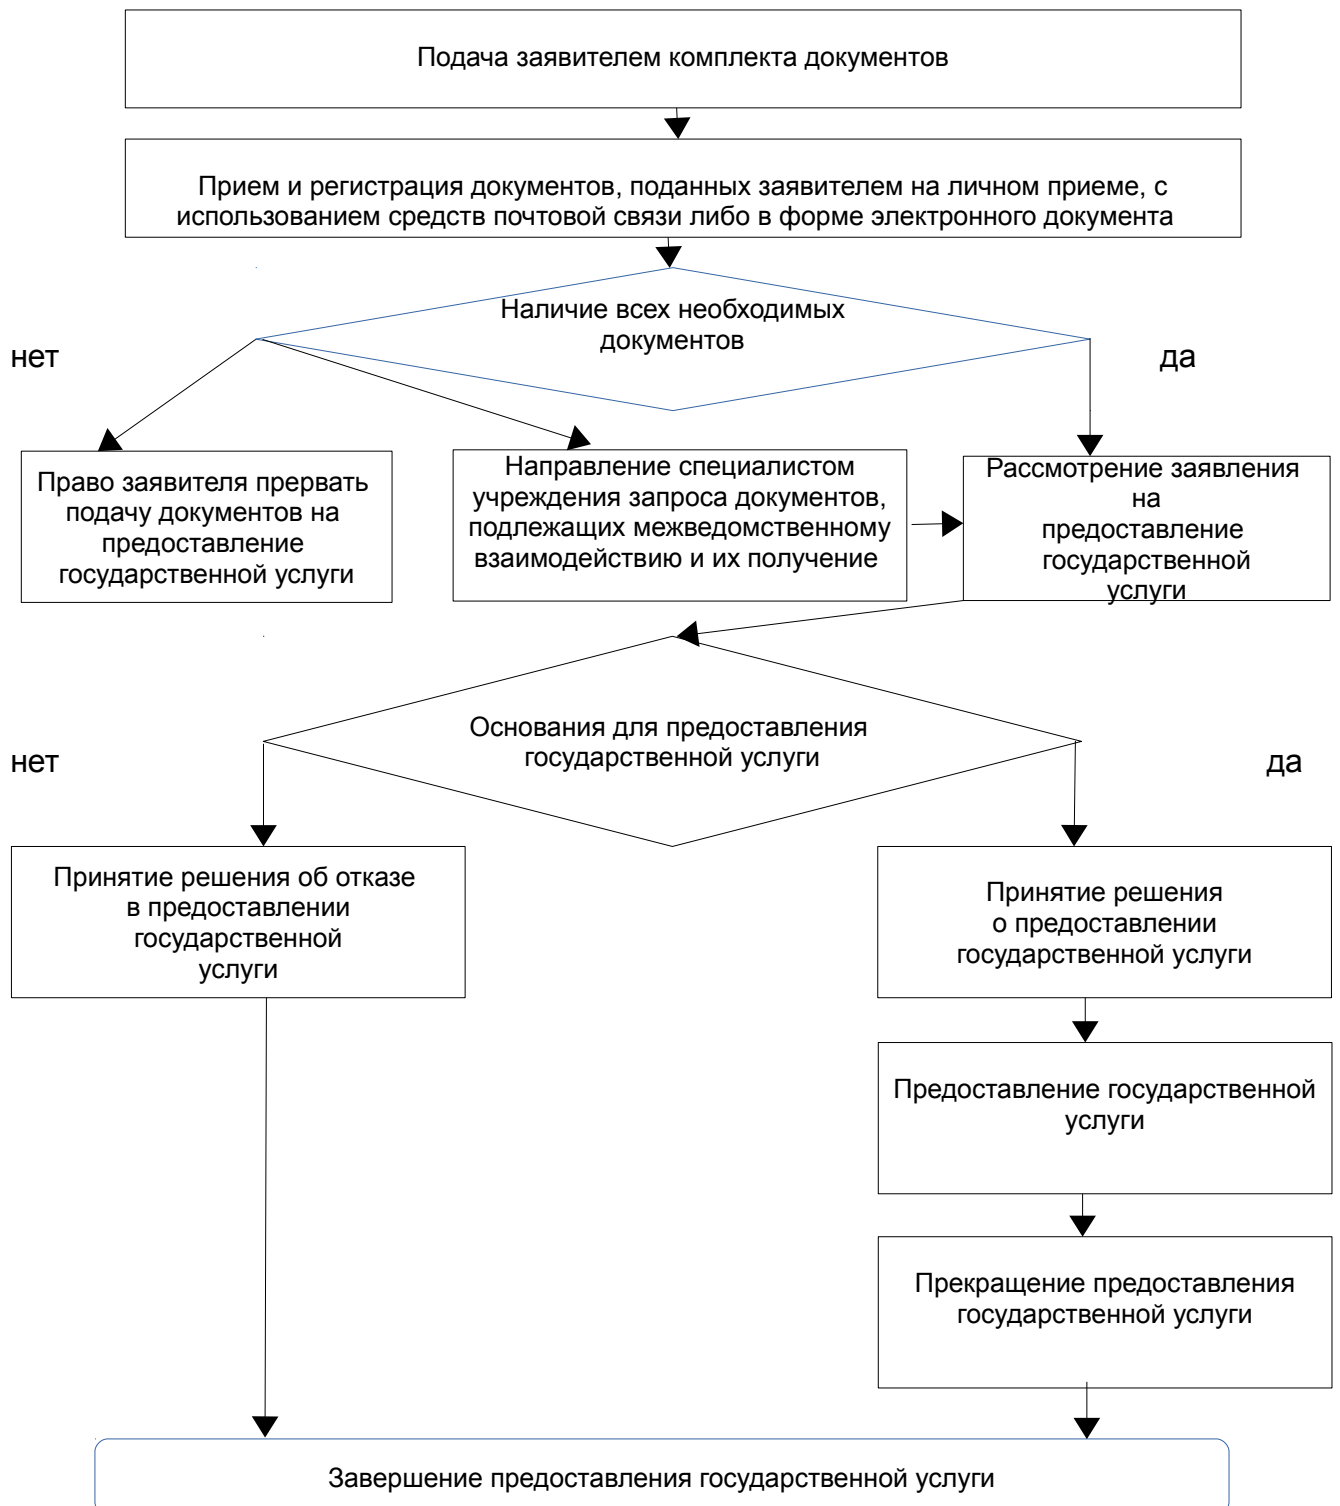 Подача заявителем комплекта документов
Прием и регистрация документов, поданных заявителем на личном приеме, с
использованием средств почтовой связи либо в форме электронного документа
Наличие всех необходимых
документов
нет
да
Право заявителя прервать
подачу документов на
предоставление
государственной услуги
Направление специалистом
учреждения запроса документов,
подлежащих межведомственному
взаимодействию и их получение
Рассмотрение заявления
на
предоставление
государственной
услуги
Основания для предоставления
государственной услуги
нет
да
Принятие решения об отказе
в предоставлении
государственной
услуги
Принятие решения
о предоставлении
государственной услуги
Предоставление государственной
услуги
Прекращение предоставления
государственной услуги
Завершение предоставления государственной услуги